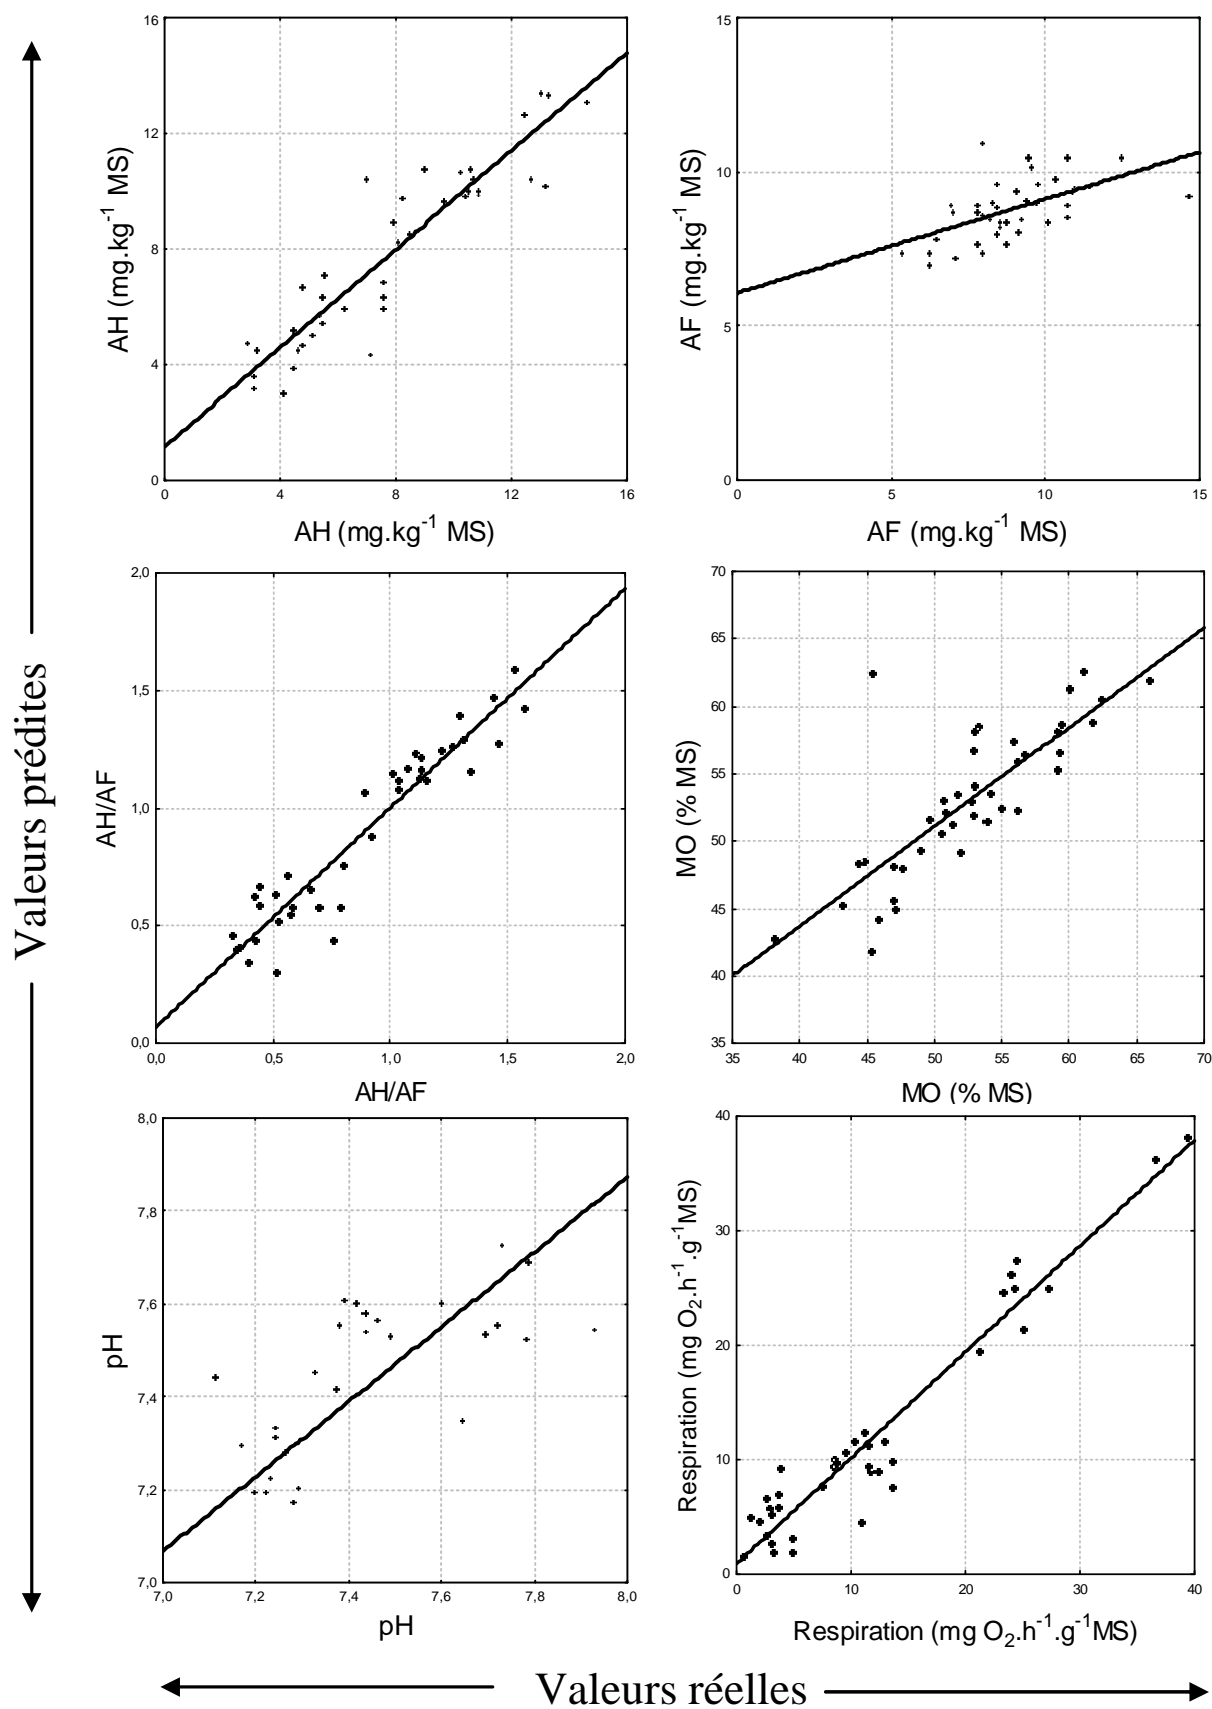 Valeurs prédites
16
12
8
4
0
AH (mg.kg⁻¹ MS)
0 4 8 12 16
AH (mg.kg⁻¹ MS)
15
10
5
0
AF (mg.kg⁻¹ MS)
0 5 10 15
AF (mg.kg⁻¹ MS)
2,0
1,5
1,0
0,5
0,0
AH/AF
0,0 0,5 1,0 1,5 2,0
AH/AF
70
65
60
55
50
45
40
35
MO (% MS)
35 40 45 50 55 60 65 70
MO (% MS)
8,0
7,8
7,6
7,4
7,2
7,0
pH
7,0 7,2 7,4 7,6 7,8 8,0
pH
40
30
20
10
0
Respiration (mg O₂.h⁻¹.g⁻¹MS)
0 10 20 30 40
Respiration (mg O₂.h⁻¹.g⁻¹MS)
Valeurs réelles